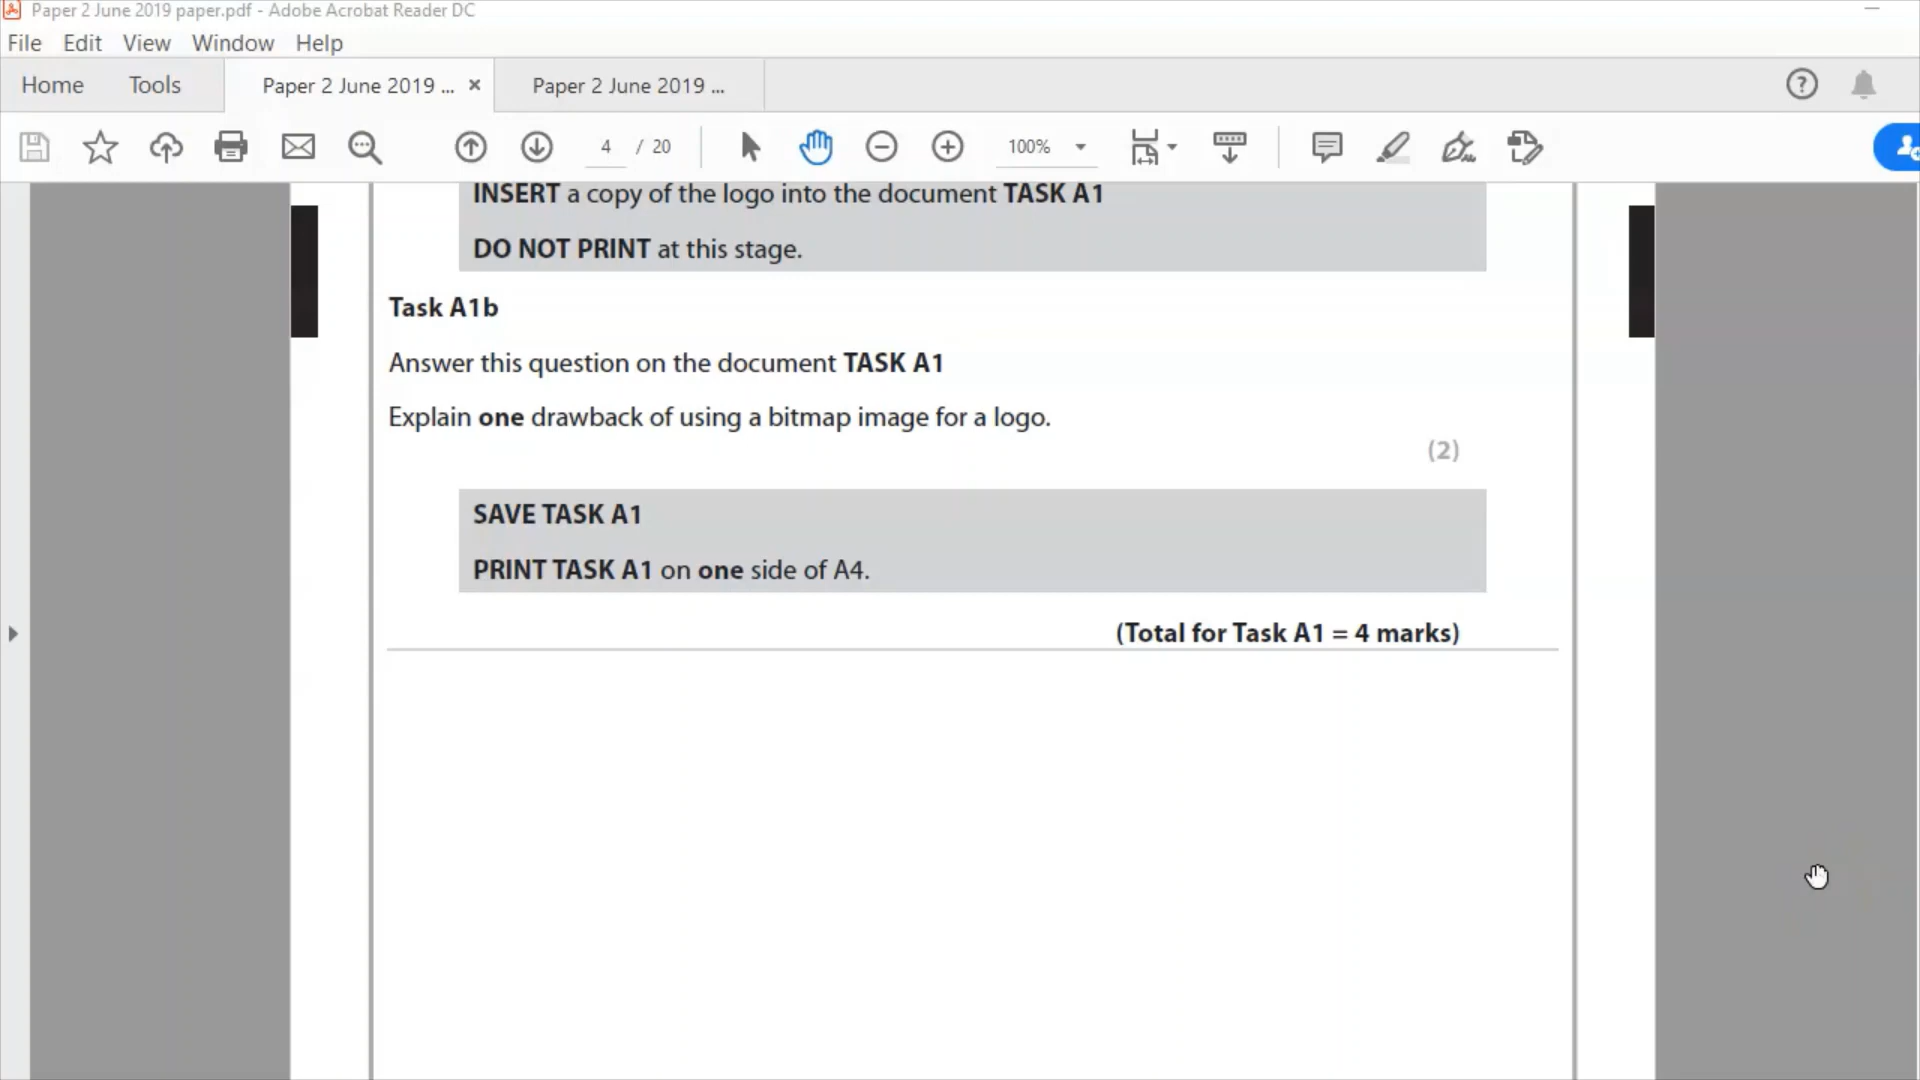 Paper 2 June 2019 paper.pdf - Adobe Acrobat Reader DC
File Edit View Window Help
Home Tools Paper 2 June 2019 ... × Paper 2 June 2019 ...
4 / 20 100%
INSERT a copy of the logo into the document TASK A1
DO NOT PRINT at this stage.
Task A1b
Answer this question on the document TASK A1
Explain one drawback of using a bitmap image for a logo.
(2)
SAVE TASK A1
PRINT TASK A1 on one side of A4.
(Total for Task A1 = 4 marks)